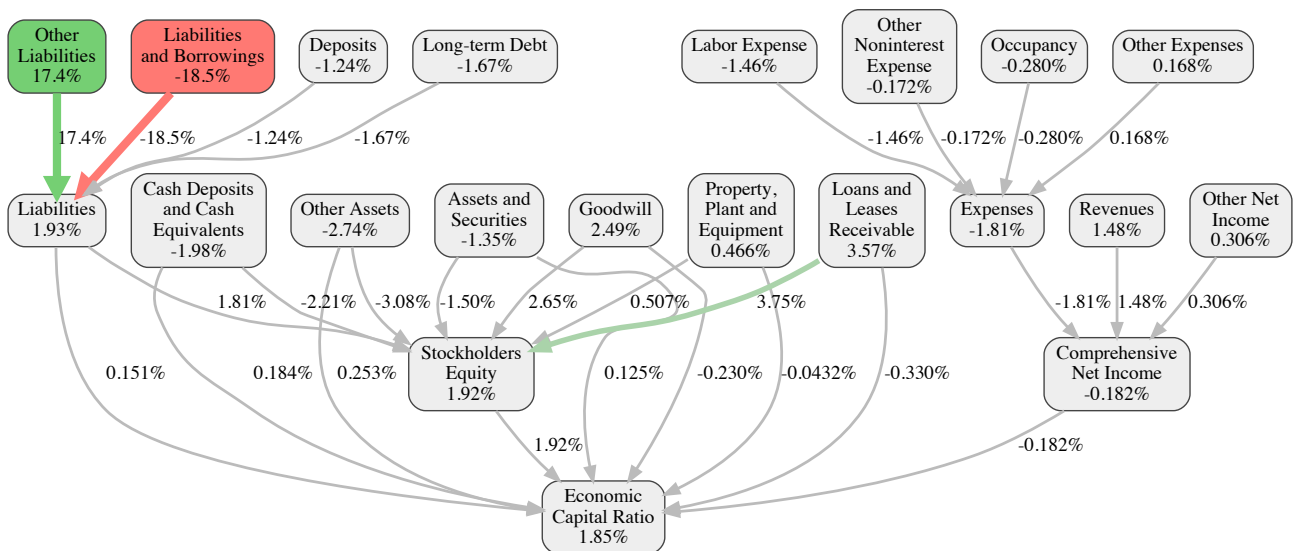 Other
Liabilities
17.4%
Liabilities
and Borrowings
-18.5%
Deposits
-1.24%
Long-term Debt
-1.67%
Labor Expense
-1.46%
Other
Noninterest
Expense
-0.172%
Occupancy
-0.280%
Other Expenses
0.168%
17.4%
-18.5%
-1.24%
-1.67%
-1.46%
-0.172%
-0.280%
0.168%
Liabilities
1.93%
Cash Deposits
and Cash
Equivalents
-1.98%
Other Assets
-2.74%
Assets and
Securities
-1.35%
Goodwill
2.49%
Property,
Plant and
Equipment
0.466%
Loans and
Leases
Receivable
3.57%
Expenses
-1.81%
Revenues
1.48%
Other Net
Income
0.306%
1.81%
-2.21%
-3.08%
-1.50%
2.65%
0.507%
3.75%
-1.81%
1.48%
0.306%
Stockholders
Equity
1.92%
Comprehensive
Net Income
-0.182%
0.151%
0.184%
0.253%
0.125%
-0.230%
-0.0432%
-0.330%
1.92%
-0.182%
Economic
Capital Ratio
1.85%